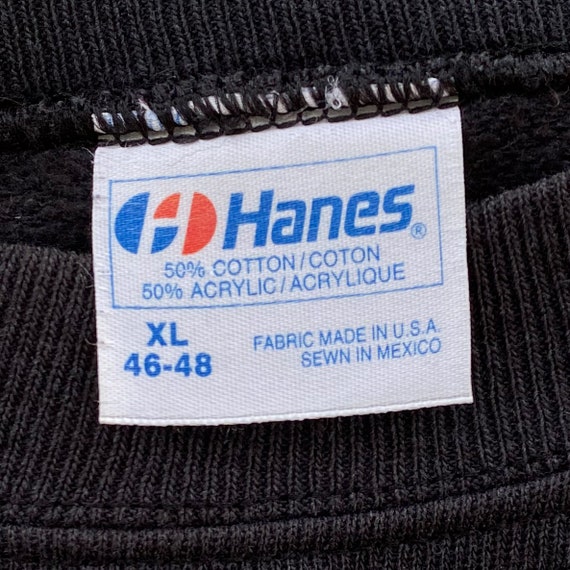 Hanes®
50% COTTON/COTON
50% ACRYLIC/ACRYLIQUE
XL
46-48
FABRIC MADE IN U.S.A.
SEWN IN MEXICO